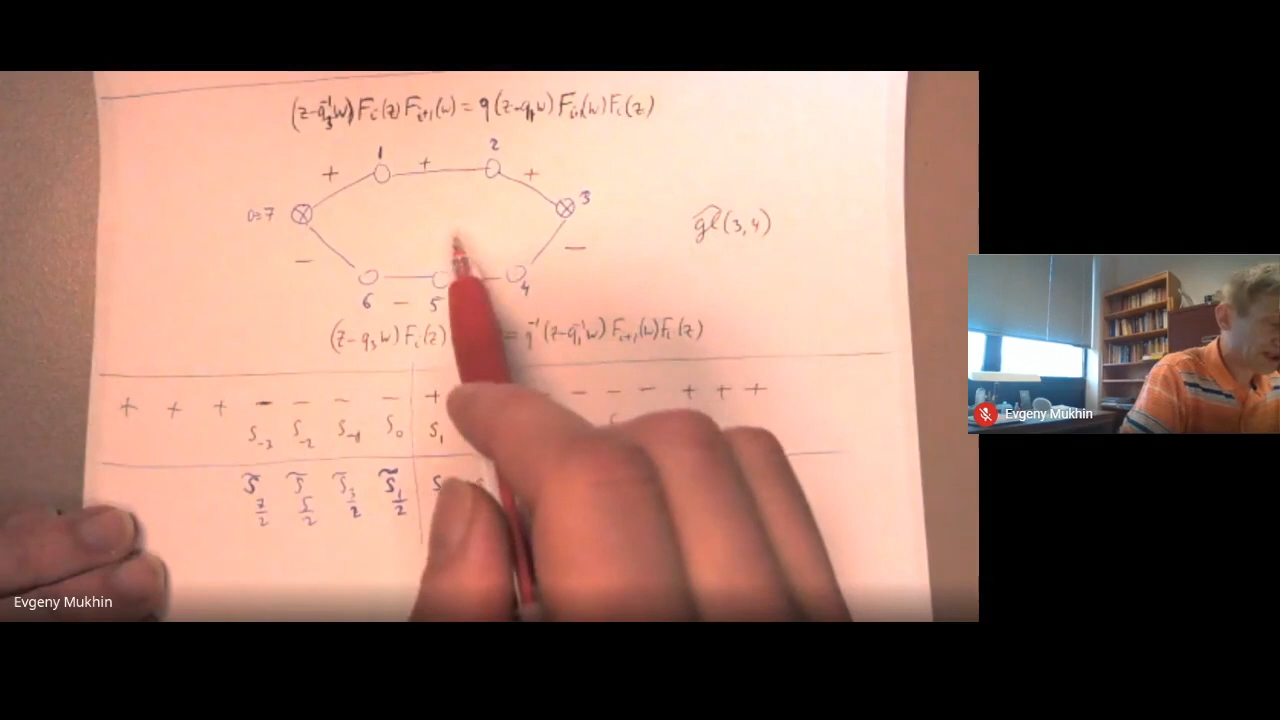 (z-q₃⁻¹w) Fᵢ(z) Fᵢ₊₁(w) = q (z-q₁w) Fᵢ₊₁(w) Fᵢ(z)
1 2
+ + +
0≡7 3
ĝl(3,4)
− −
6 − 5 4
(z-q₃w) Fᵢ(z) = q⁻¹(z-q₁⁻¹w) Fᵢ₊₁(w) Fᵢ(z)
+ + + − − − − + − − − + + +
S₋₃ S₋₂ S₋₁ S₀ S₁
S̃ 7/2 S̃ 5/2 S̃ 3/2 S̃ 1/2 S
Evgeny Mukhin
Evgeny Mukhin